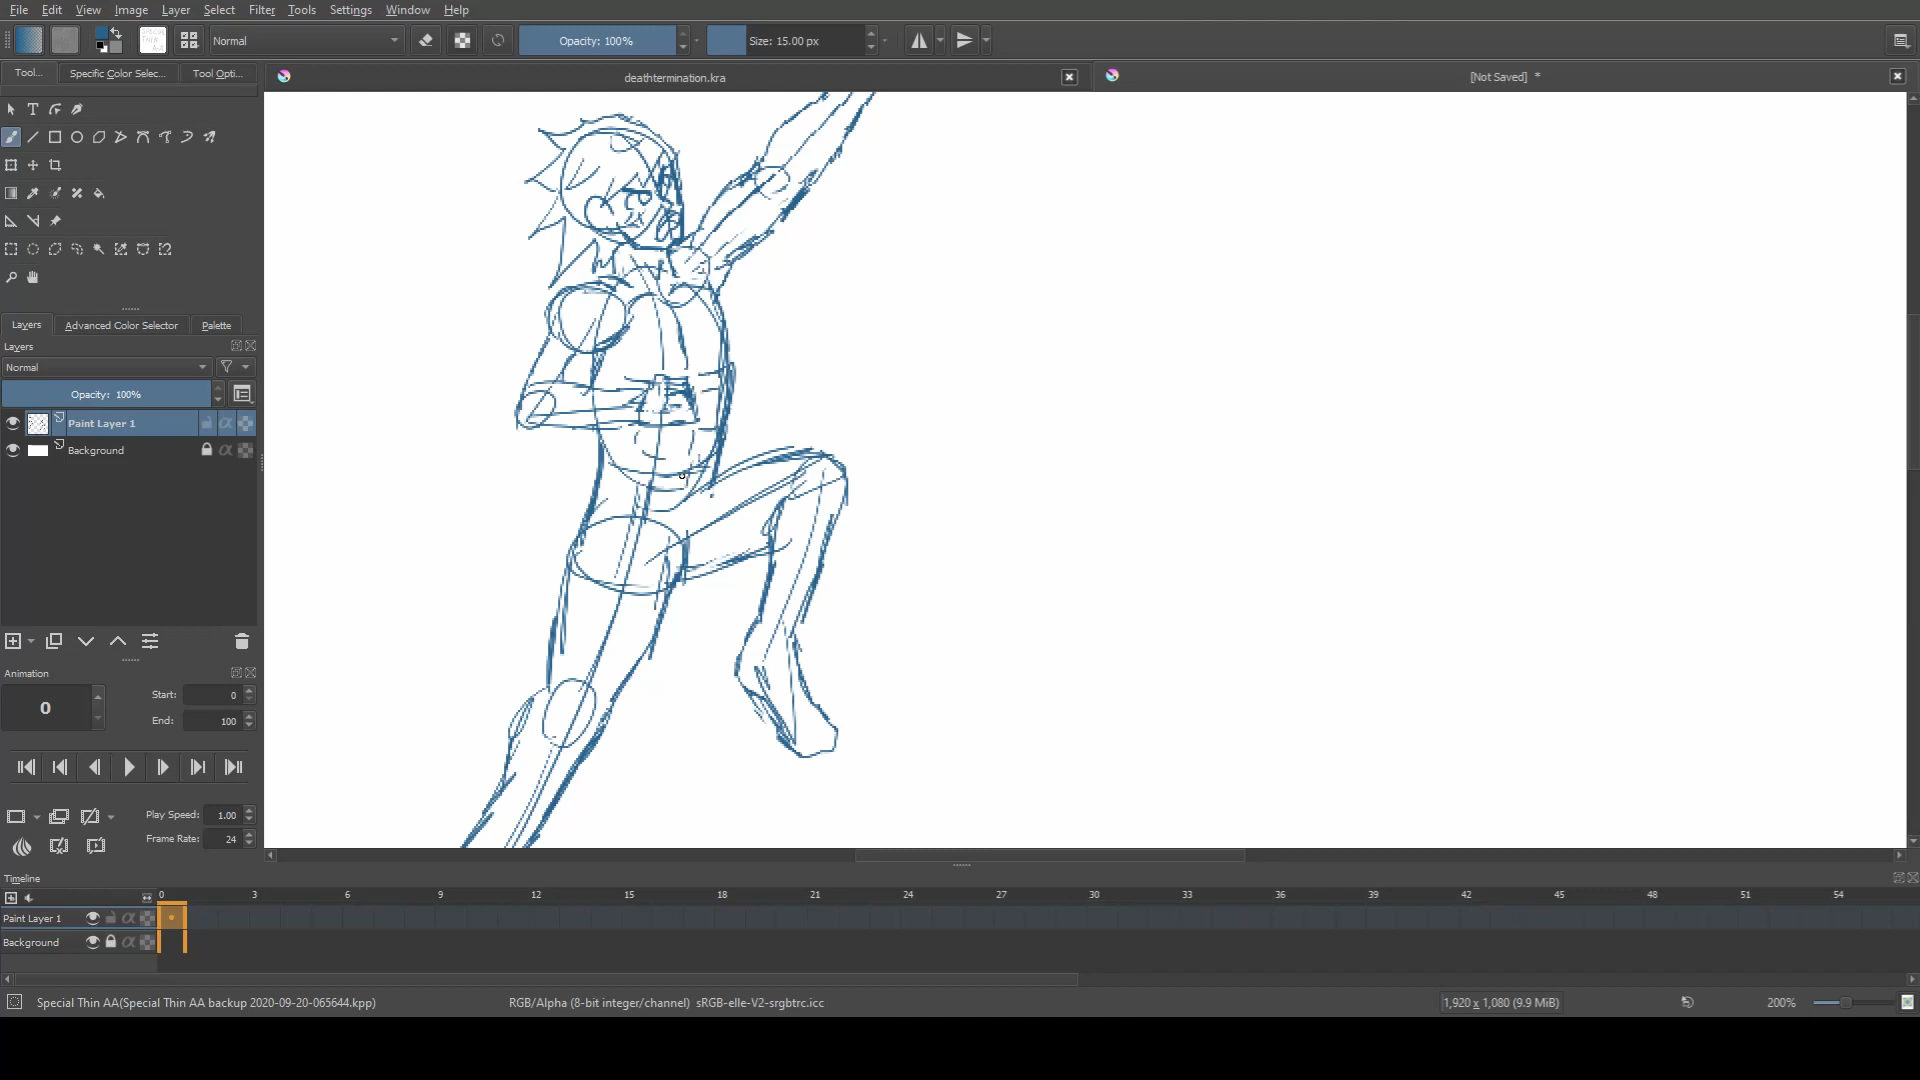 File Edit View Image Layer Select Filter Tools Settings Window Help
Normal Opacity: 100% Size: 15.00 px
Tool... Specific Color Selec... Tool Opti...
deathtermination.kra
[Not Saved] *
Layers Advanced Color Selector Palette
Layers
Normal
Opacity: 100%
Paint Layer 1
Background
Animation
0 Start: 0
End: 100
Play Speed: 1.00
Frame Rate: 24
Timeline
0 3 6 9 12 15 18 21 24 27 30 33 36 39 42 45 48 51 54
Paint Layer 1
Background
Special Thin AA(Special Thin AA backup 2020-09-20-065644.kpp) RGB/Alpha (8-bit integer/channel) sRGB-elle-V2-srgbtrc.icc 1,920 x 1,080 (9.9 MiB) 200%